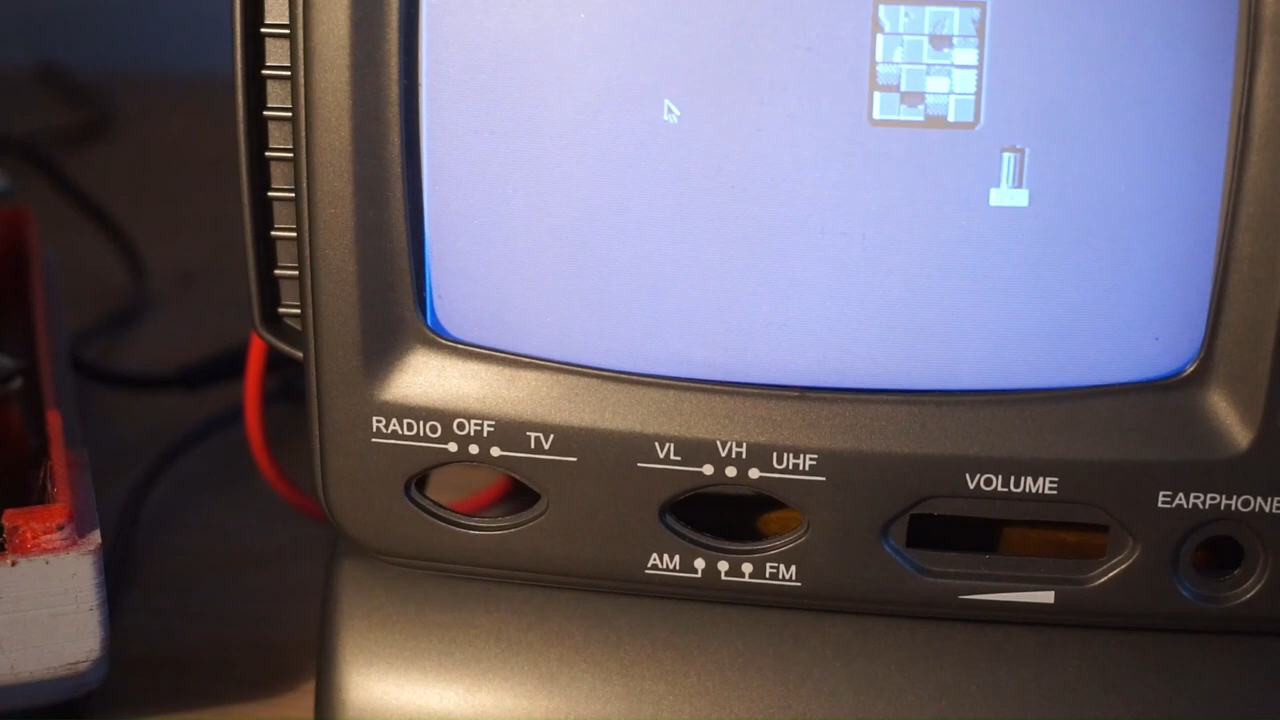 RADIO OFF TV
VL VH UHF
VOLUME
EARPHONE
AM FM